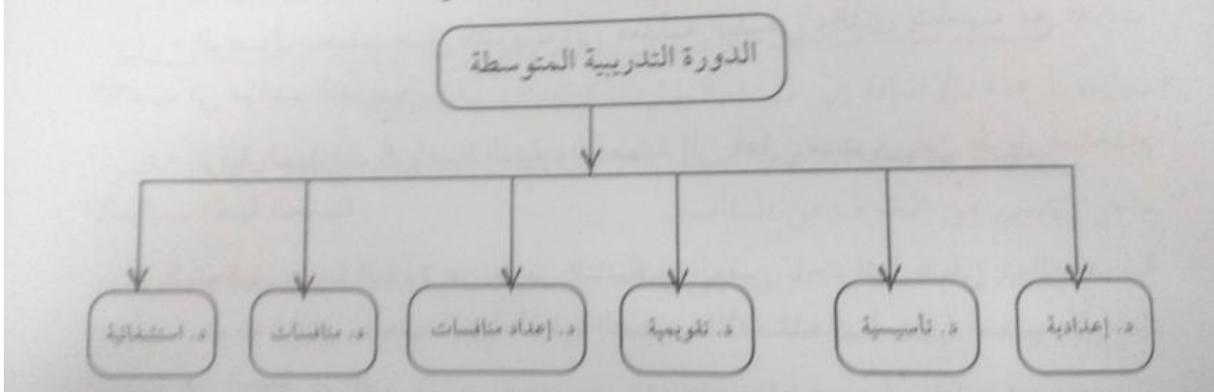 الدورة التدريبية المتوسطة
د. إعدادية
د. تأسيسية
د. تقويمية
د. إعداد منافسات
د. منافسات
د. استشفائية